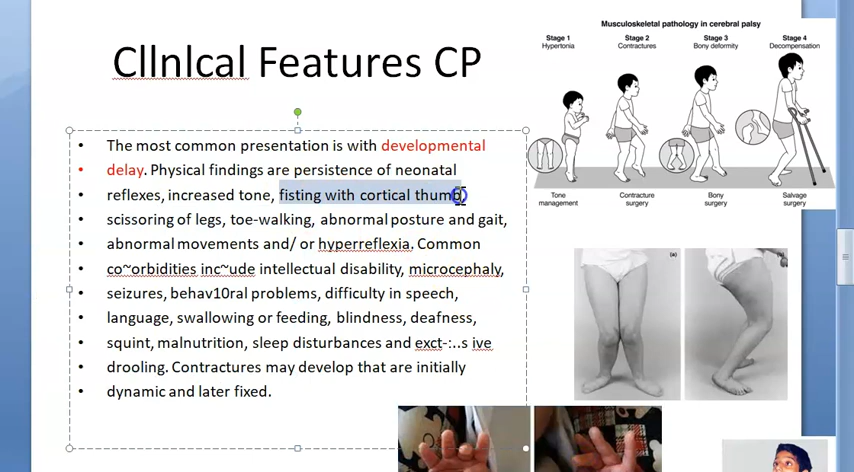 ClInlcal Features CP
• The most common presentation is with developmental
• delay. Physical findings are persistence of neonatal
• reflexes, increased tone, fisting with cortical thumb,
• scissoring of legs, toe-walking, abnormal posture and gait,
• abnormal movements and/ or hyperreflexia. Common
• co~orbidities inc~ude intellectual disability, microcephaly,
• seizures, behav10ral problems, difficulty in speech,
• language, swallowing or feeding, blindness, deafness,
• squint, malnutrition, sleep disturbances and exct-:..s ive
• drooling. Contractures may develop that are initially
• dynamic and later fixed.
Musculoskeletal pathology in cerebral palsy
Stage 1 Stage 2 Stage 3 Stage 4
Hypertonia Contractures Bony deformity Decompensation
Tone Contracture Bony Salvage
management surgery surgery surgery
(a)